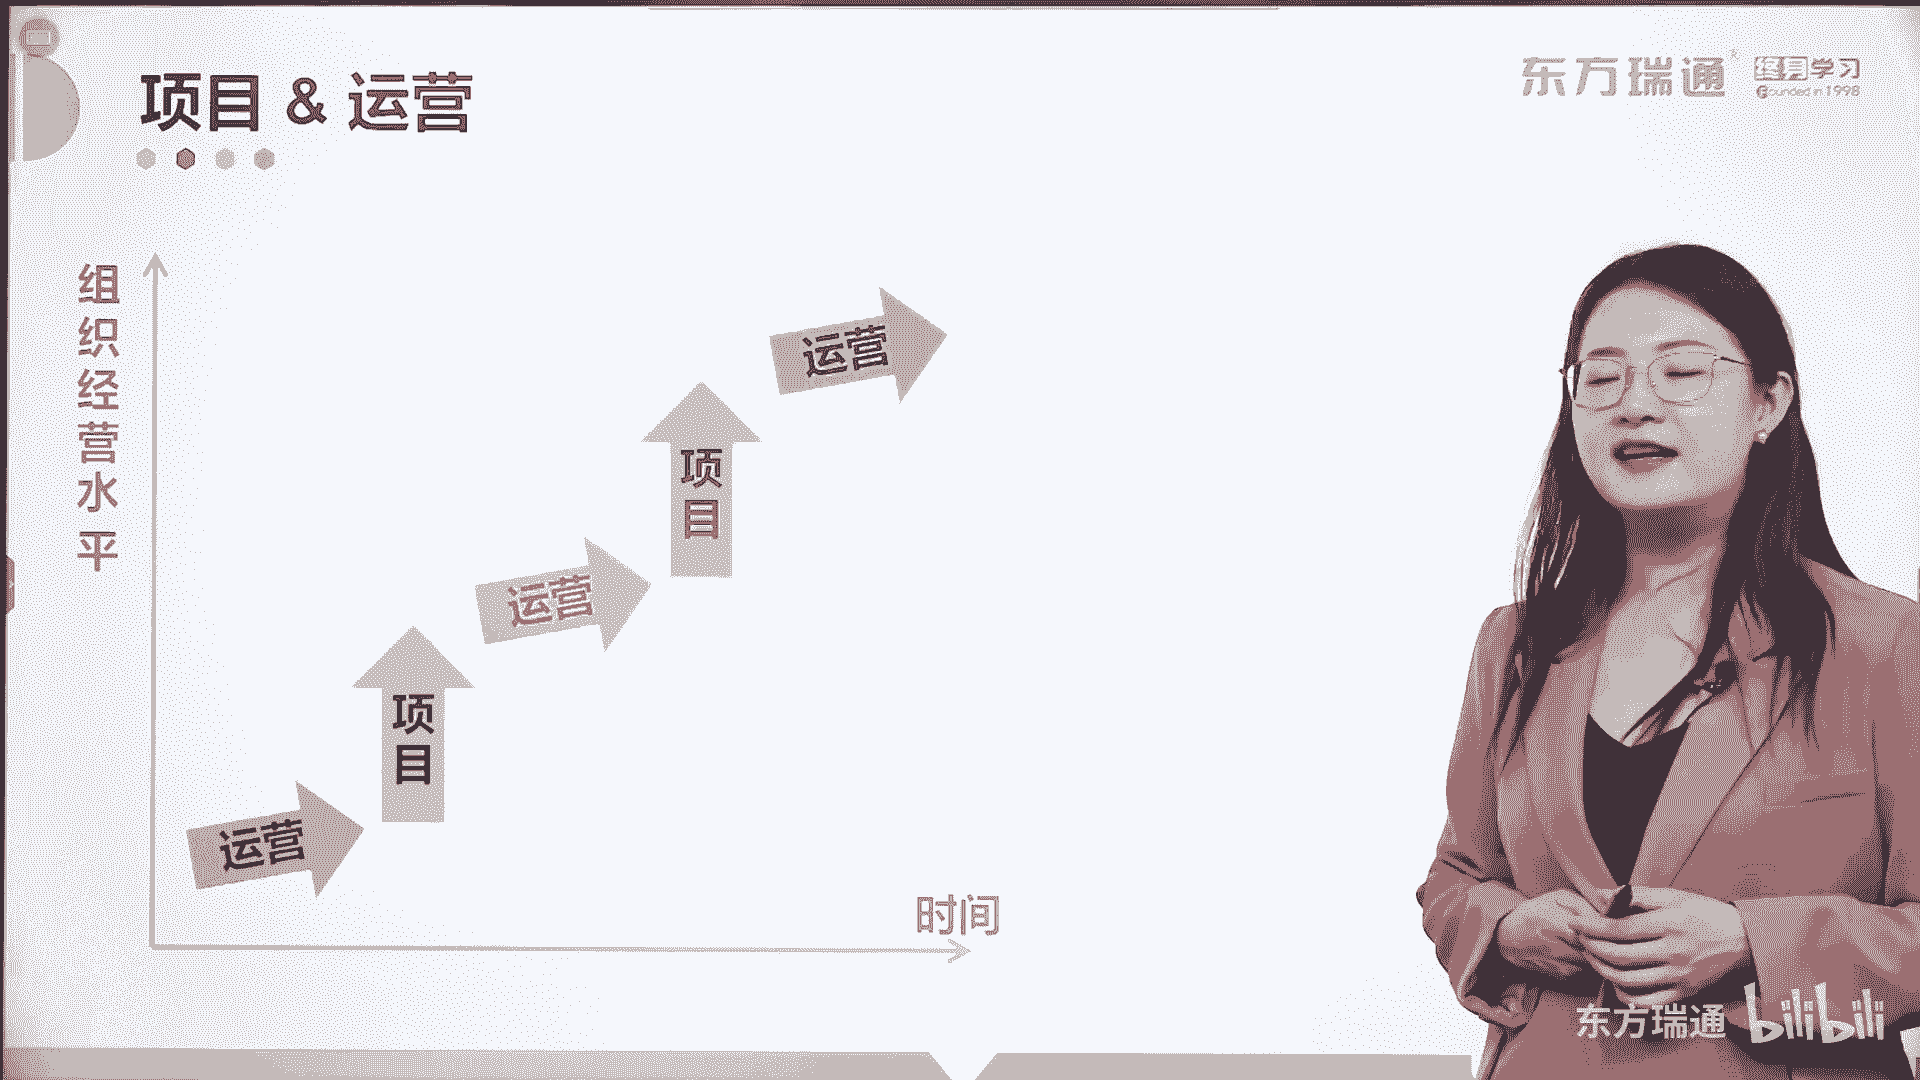 项目 & 运营
东方瑞通®
终身学习
Founded in 1998
组织经营水平
运营
项目
运营
项目
运营
时间
东方瑞通 bilibili